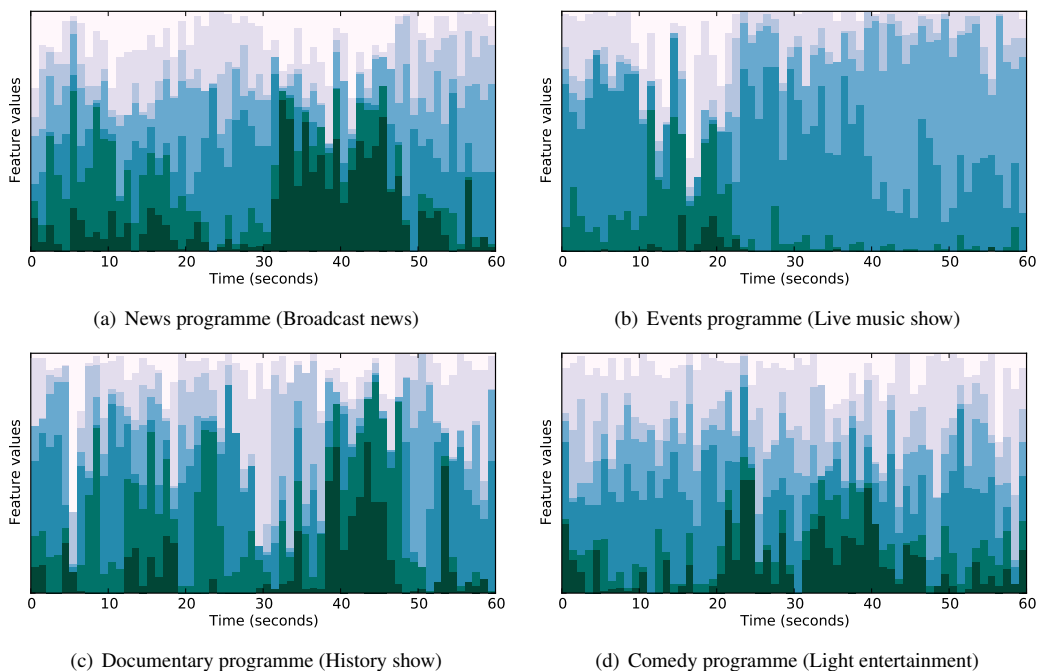 Feature values
0 10 20 30 40 50 60
Time (seconds)
(a) News programme (Broadcast news)
Feature values
0 10 20 30 40 50 60
Time (seconds)
(b) Events programme (Live music show)
Feature values
0 10 20 30 40 50 60
Time (seconds)
(c) Documentary programme (History show)
Feature values
0 10 20 30 40 50 60
Time (seconds)
(d) Comedy programme (Light entertainment)